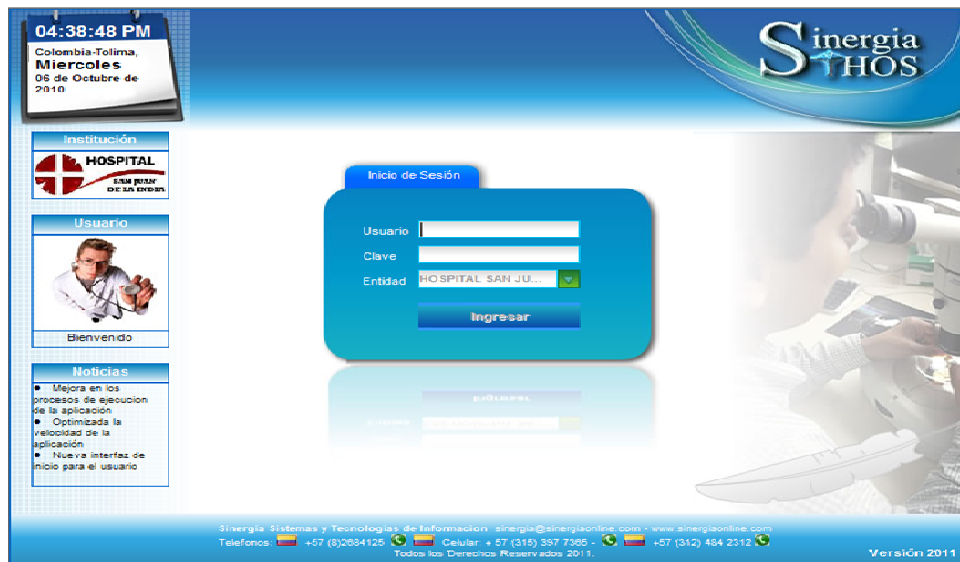 04:38:48 PM
Colombia-Tolima,
Miercoles
06 de Octubre de
2010
Sinergia
HOS
Institución
HOSPITAL
SAN JUAN
Usuario
Bienvenido
Noticias
Mejora en los
procesos de ejecucion
de la aplicación
Optimizada la
velocidad de la
aplicación
Nueva interfaz de
inicio para el usuario
Inicio de Sesión
Usuario
Clave
Entidad HOSPITAL SAN JU...
Ingresar
Sinergia Sistemas y Tecnologías de Informacion sinergia@sinergiaonline.com - www.sinergiaonline.com
Telefonos: +57 (8)2684125 Celular: + 57 (315) 397 7365 - +57 (312) 484 2312
Todos los Derechos Reservados 2011.
Versión 2011